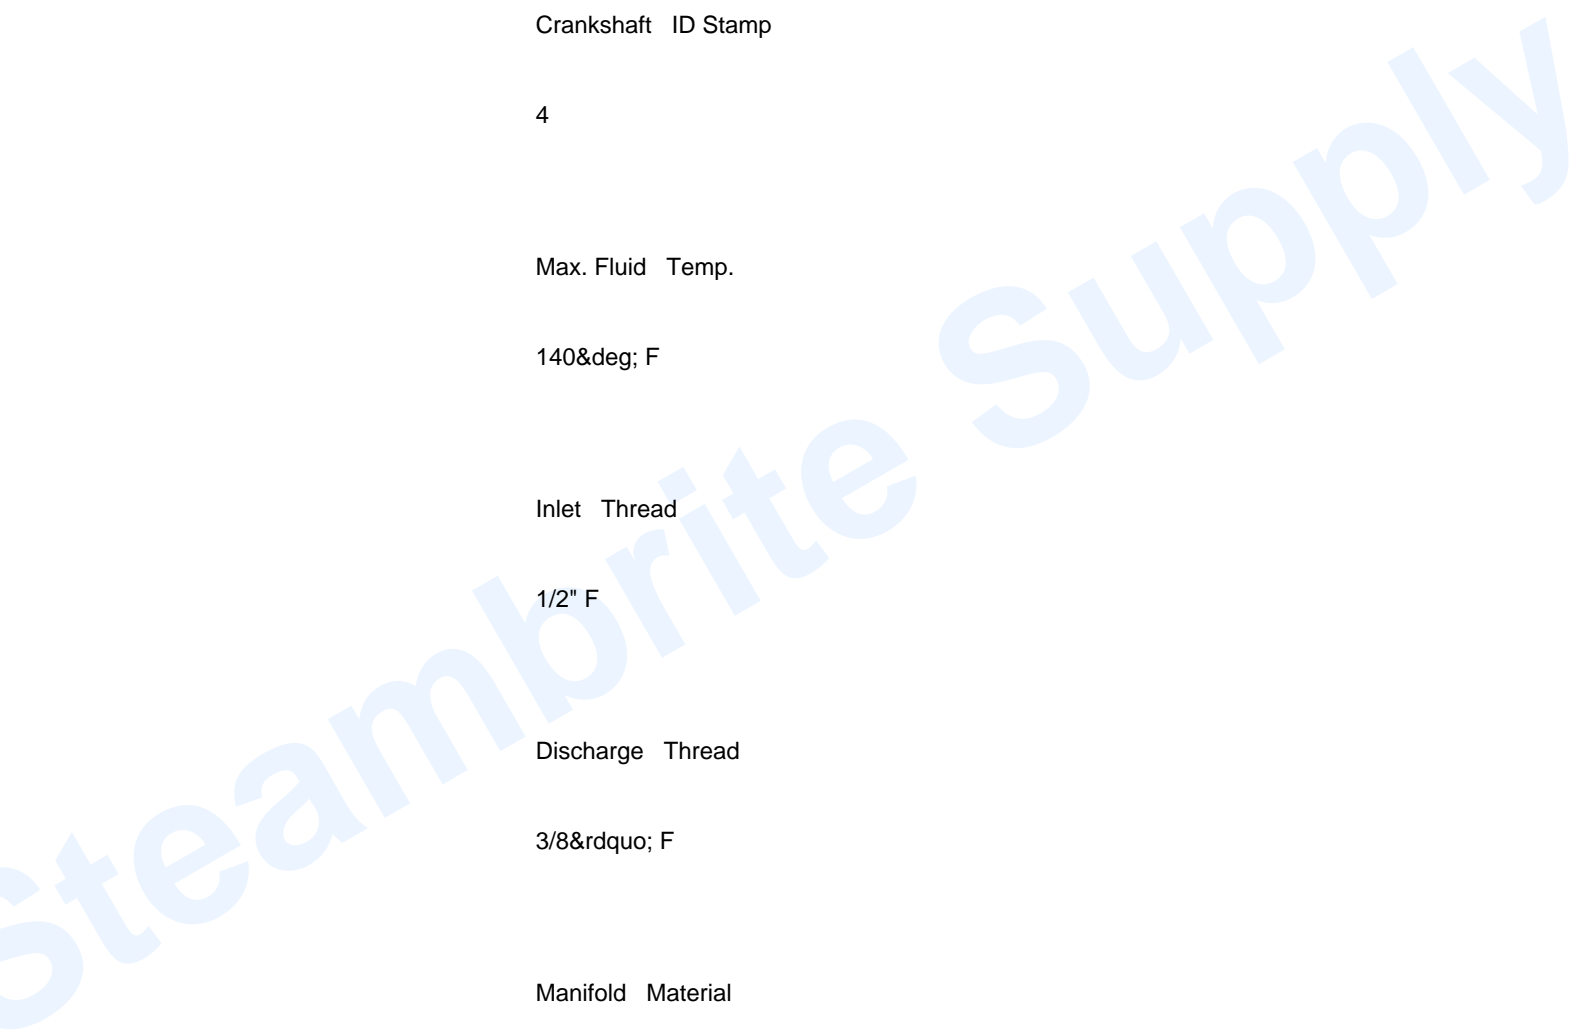 Crankshaft ID Stamp
4
Max. Fluid Temp.
140&deg; F
Inlet Thread
1/2" F
Discharge Thread
3/8&rdquo; F
Manifold Material
Steambrite Supply